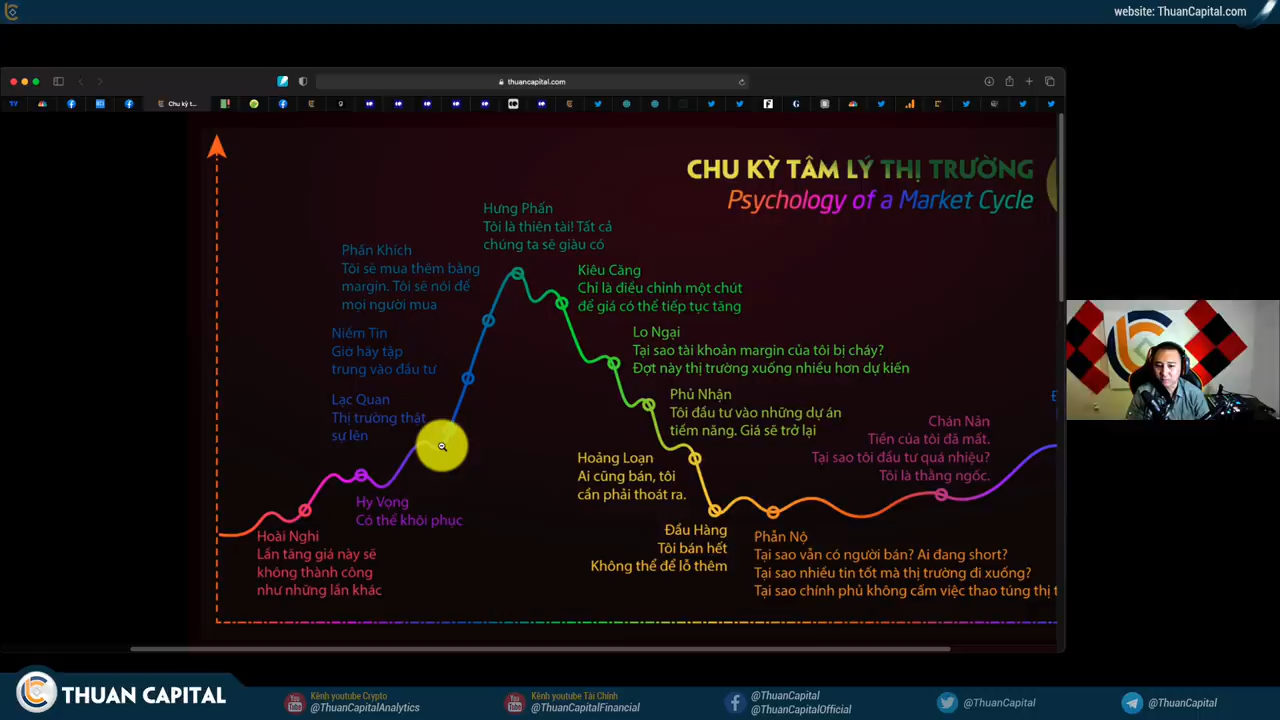 website: ThuanCapital.com
thuancapital.com
Chu kỳ t...
CHU KỲ TÂM LÝ THỊ TRƯỜNG
Psychology of a Market Cycle
Hưng Phấn
Tôi là thiên tài! Tất cả
chúng ta sẽ giàu có
Phấn Khích
Tôi sẽ mua thêm bằng
margin. Tôi sẽ nói để
mọi người mua
Kiêu Căng
Chỉ là điều chỉnh một chút
để giá có thể tiếp tục tăng
Niềm Tin
Giờ hãy tập
trung vào đầu tư
Lo Ngại
Tại sao tài khoản margin của tôi bị cháy?
Đợt này thị trường xuống nhiều hơn dự kiến
Lạc Quan
Thị trường thật
sự lên
Phủ Nhận
Tôi đầu tư vào những dự án
tiềm năng. Giá sẽ trở lại
Chán Nản
Tiền của tôi đã mất.
Tại sao tôi đầu tư quá nhiều?
Tôi là thằng ngốc.
Hoảng Loạn
Ai cũng bán, tôi
cần phải thoát ra.
Hy Vọng
Có thể khôi phục
Hoài Nghi
Lần tăng giá này sẽ
không thành công
như những lần khác
Đầu Hàng
Tôi bán hết
Không thể để lỗ thêm
Phẫn Nộ
Tại sao vẫn có người bán? Ai đang short?
Tại sao nhiều tin tốt mà thị trường đi xuống?
Tại sao chính phủ không cấm việc thao túng thị t
THUAN CAPITAL
Kênh youtube Crypto
@ThuanCapitalAnalytics
Kênh youtube Tài Chính
@ThuanCapitalFinancial
@ThuanCapital
@ThuanCapitalOfficial
@ThuanCapital
@ThuanCapital